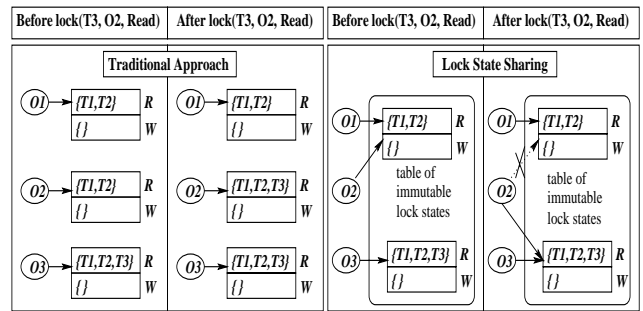 Before lock(T3, O2, Read) After lock(T3, O2, Read) Before lock(T3, O2, Read) After lock(T3, O2, Read)
Traditional Approach Lock State Sharing
O1 {T1,T2} R O1 {T1,T2} R O1 {T1,T2} R O1 {T1,T2} R
{} W {} W {} W {} W
O2 {T1,T2} R O2 {T1,T2,T3} R O2 O2
{} W {} W
table of
immutable
lock states
table of
immutable
lock states
O3 {T1,T2,T3} R O3 {T1,T2,T3} R O3 {T1,T2,T3} R O3 {T1,T2,T3} R
{} W {} W {} W {} W